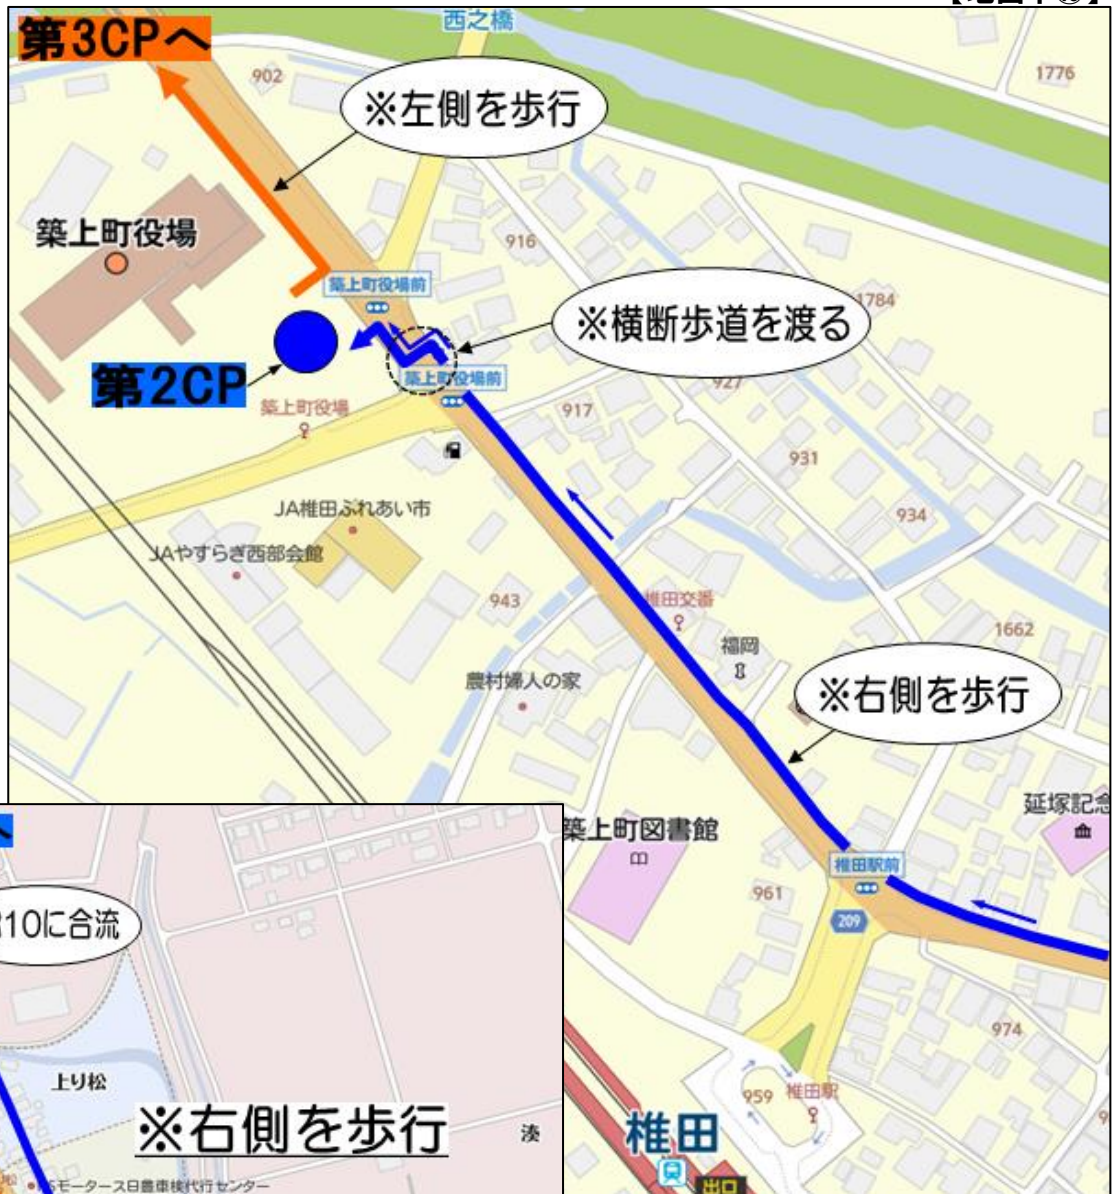 第3CPへ
西之橋
902
1776
※左側を歩行
築上町役場
916
築上町役場前
1784
※横断歩道を渡る
第2CP
築上町役場前
927
築上町役場
917
931
JA椎田ふれあい市
934
JAやすらぎ西部会館
943
椎田交番
1662
福岡
農村婦人の家
※右側を歩行
延塚記念
築上町図書館
椎田駅前
961
209
10に合流
974
上り松
959
椎田駅
※右側を歩行
湊
椎田
出口
モータース日豊車検代行センター